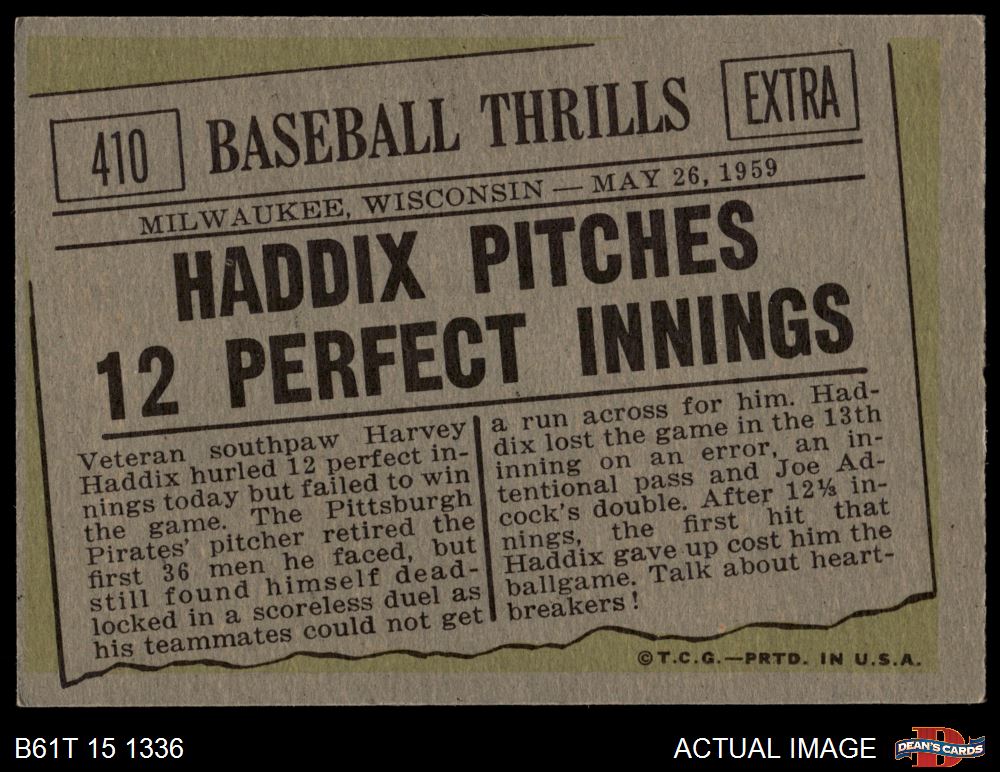 410
BASEBALL THRILLS
EXTRA
MILWAUKEE, WISCONSIN — MAY 26, 1959
HADDIX PITCHES
12 PERFECT INNINGS
Veteran southpaw Harvey
Haddix hurled 12 perfect in-
nings today but failed to win
the game. The Pittsburgh
Pirates' pitcher retired the
first 36 men he faced, but
still found himself dead-
locked in a scoreless duel as
his teammates could not get
a run across for him. Had-
dix lost the game in the 13th
inning on an error, an in-
tentional pass and Joe Ad-
cock's double. After 12⅓ in-
nings, the first hit that
Haddix gave up cost him the
ballgame. Talk about heart-
breakers!
©T.C.G.—PRTD. IN U.S.A.
B61T 15 1336
ACTUAL IMAGE
D
DEAN'S CARDS